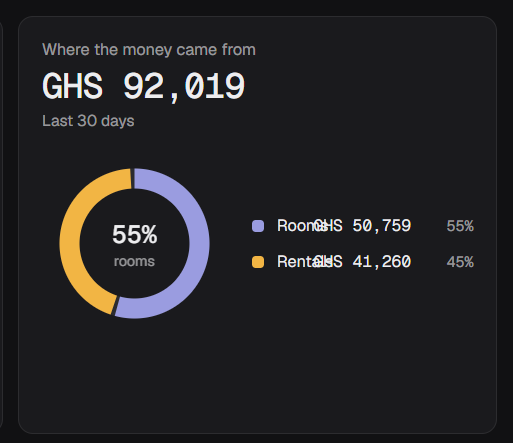 Where the money came from
GHS 92,019
Last 30 days
55%
rooms
Rooms GHS 50,759 55%
Rentals GHS 41,260 45%